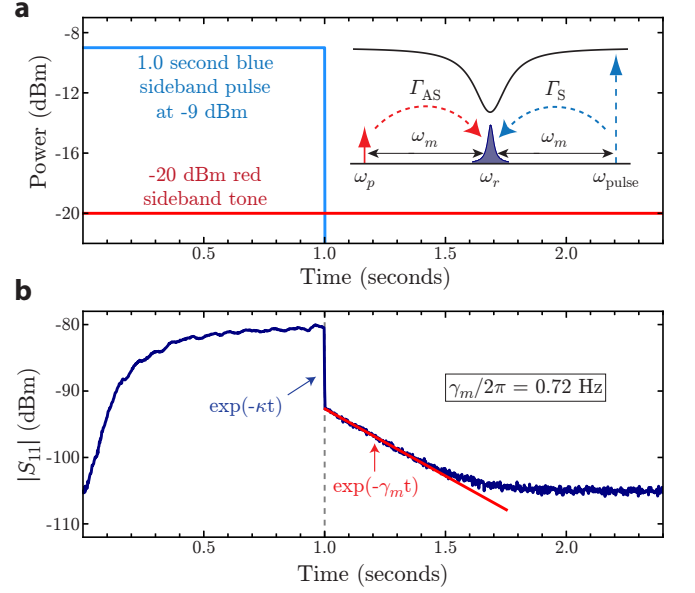 a
Power (dBm)
-8
-12
-16
-20
1.0 second blue
sideband pulse
at -9 dBm
-20 dBm red
sideband tone
Γ_AS
Γ_S
ω_m
ω_m
ω_p
ω_r
ω_pulse
0.5
1.0
1.5
2.0
Time (seconds)
b
|S₁₁| (dBm)
-80
-90
-100
-110
exp(-κt)
exp(-γ_m t)
γ_m/2π = 0.72 Hz
0.5
1.0
1.5
2.0
Time (seconds)